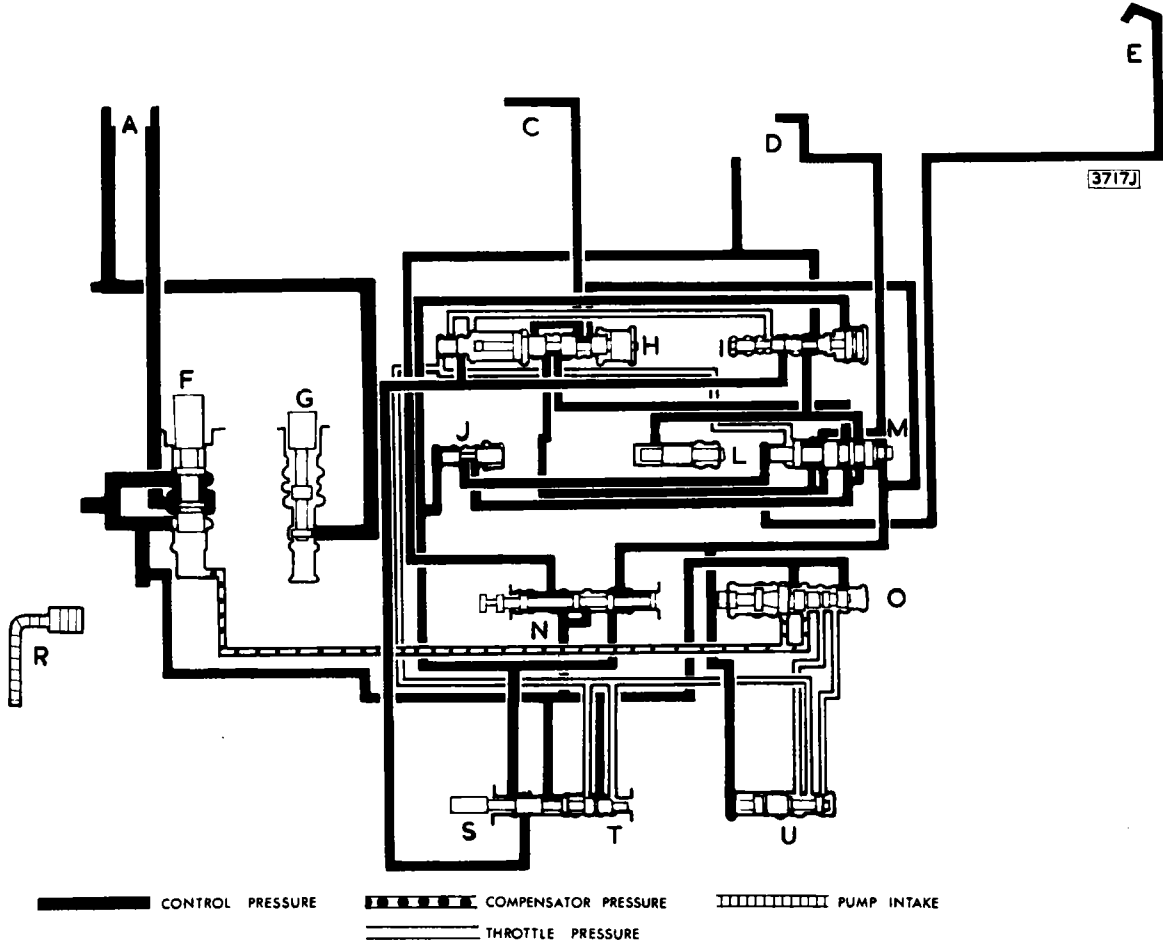 E
A
C
D
3717J
H
I
F
G
J
L
M
N
O
R
S
T
U
CONTROL PRESSURE
COMPENSATOR PRESSURE
PUMP INTAKE
THROTTLE PRESSURE